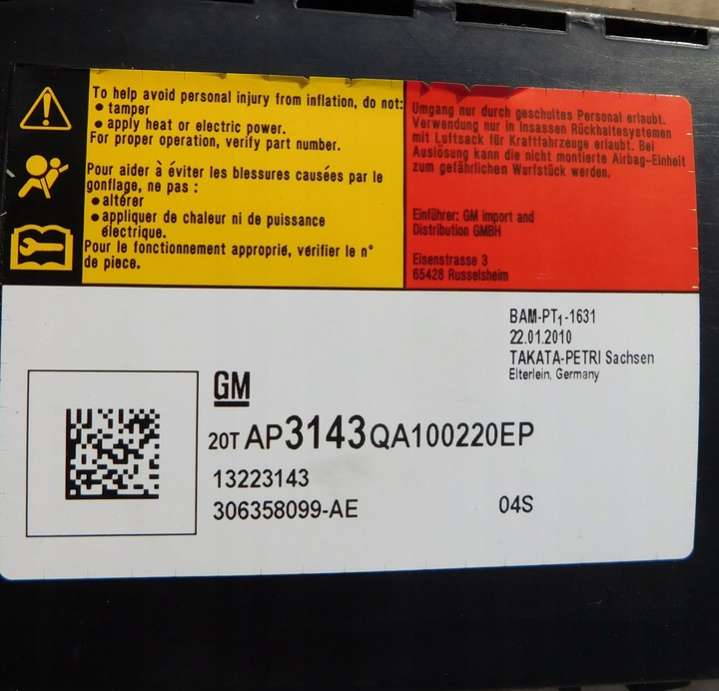 To help avoid personal injury from inflation, do not:
• tamper
• apply heat or electric power.
For proper operation, verify part number.
Pour aider à éviter les blessures causées par le
gonflage, ne pas :
• altérer
• appliquer de chaleur ni de puissance
électrique.
Pour le fonctionnement approprié, vérifier le n°
de piece.
Umgang nur durch geschultes Personal erlaubt.
Verwendung nur in Insassen Rückhaltesystemen
mit Luftsack für Kraftfahrzeuge erlaubt. Bei
Auslösung kann die nicht montierte Airbag-Einheit
zum gefährlichen Wurfstück werden.
Einführer: GM import and
Distribution GMBH
Eisenstrasse 3
65428 Russelsheim
BAM-PT₁-1631
22.01.2010
TAKATA-PETRI Sachsen
Elterlein, Germany
GM
20T AP3143QA100220EP
13223143
306358099-AE 04S